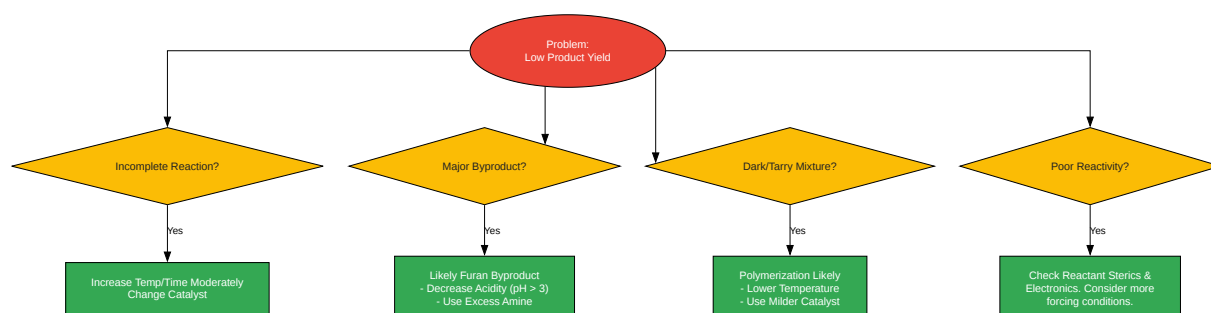 Problem:
Low Product Yield
Incomplete Reaction?
Major Byproduct?
Dark/Tarry Mixture?
Poor Reactivity?
Yes
Yes
Yes
Yes
Increase Temp/Time Moderately
Change Catalyst
Likely Furan Byproduct
- Decrease Acidity (pH > 3)
- Use Excess Amine
Polymerization Likely
- Lower Temperature
- Use Milder Catalyst
Check Reactant Sterics &
Electronics. Consider more
forcing conditions.